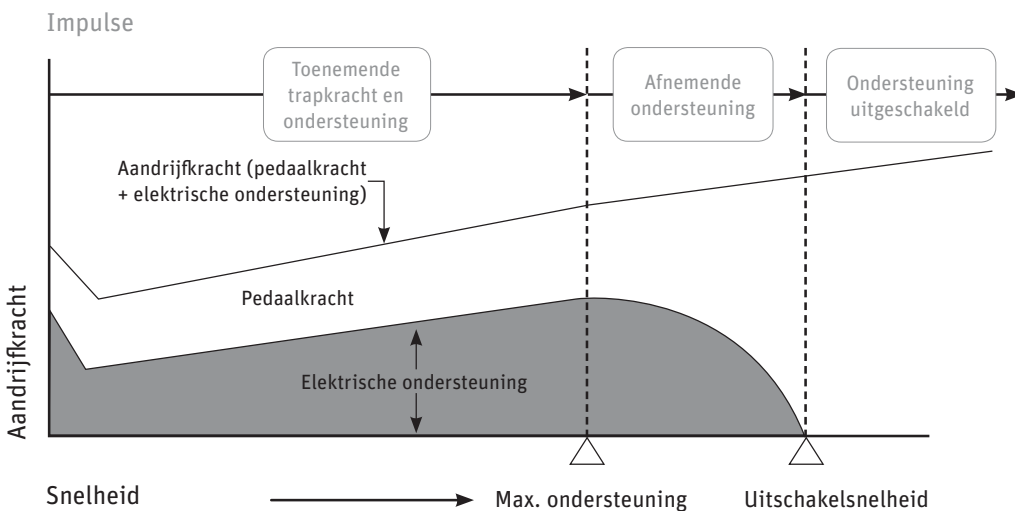 Impulse
Toenemende
trapkracht en
ondersteuning
Afnemende
ondersteuning
Ondersteuning
uitgeschakeld
Aandrijfkracht (pedaalkracht
+ elektrische ondersteuning)
Pedaalkracht
Elektrische ondersteuning
Aandrijfkracht
Snelheid
Max. ondersteuning
Uitschakelsnelheid